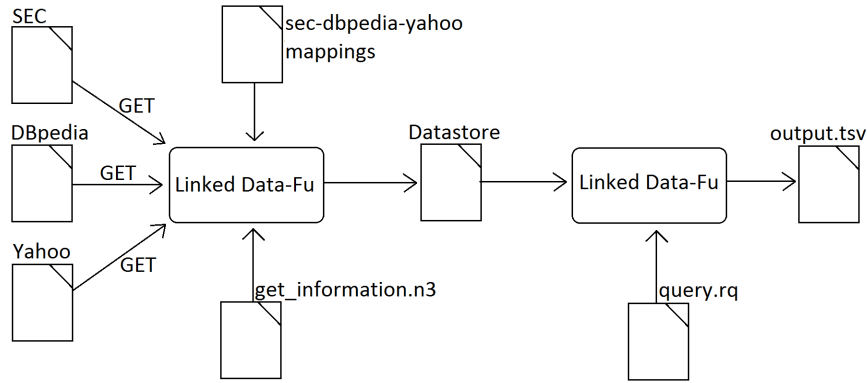 SEC
sec-dbpedia-yahoo
mappings
GET
DBpedia
GET
Linked Data-Fu
Datastore
Linked Data-Fu
output.tsv
Yahoo
GET
get_information.n3
query.rq